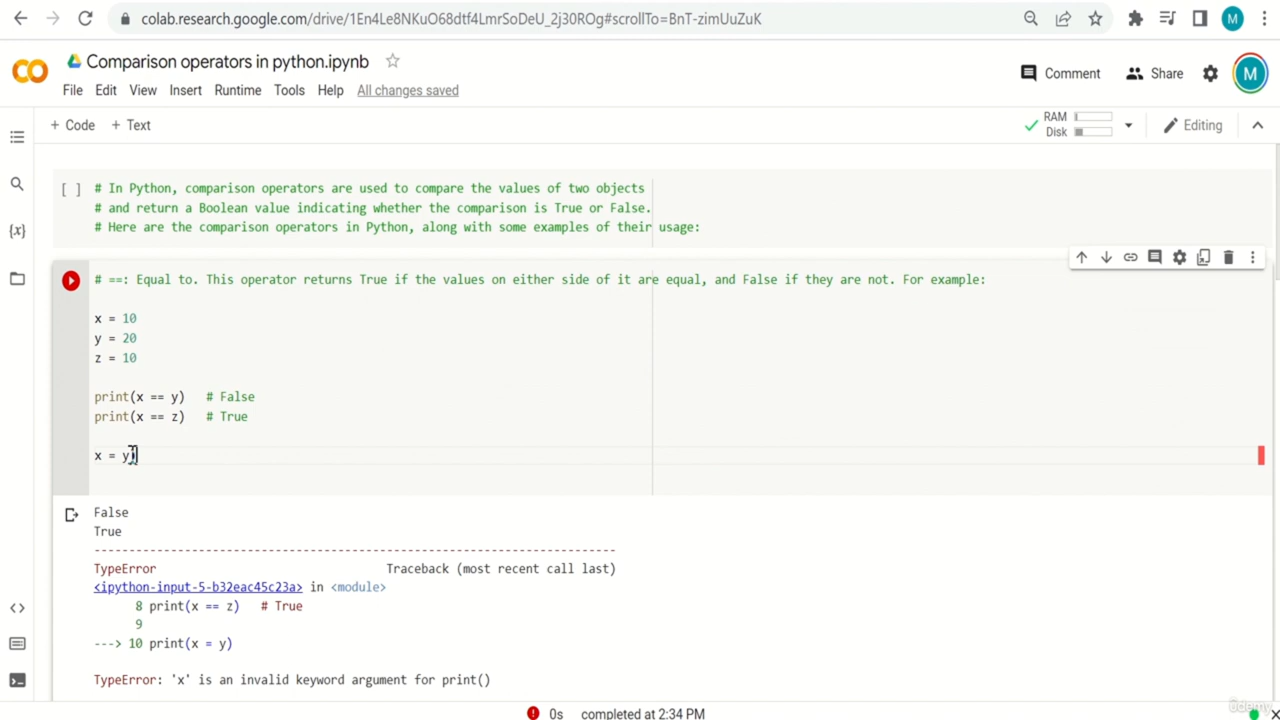 colab.research.google.com/drive/1En4Le8NKuO68dtf4LmrSoDeU_2j30ROg#scrollTo=BnT-zimUuZuK
M
Comparison operators in python.ipynb
Comment
Share
M
File Edit View Insert Runtime Tools Help All changes saved
+ Code + Text
RAM
Disk
Editing
{x}
[ ] # In Python, comparison operators are used to compare the values of two objects
# and return a Boolean value indicating whether the comparison is True or False.
# Here are the comparison operators in Python, along with some examples of their usage:
# ==: Equal to. This operator returns True if the values on either side of it are equal, and False if they are not. For example:
x = 10
y = 20
z = 10
print(x == y) # False
print(x == z) # True
x = y)
False
True
---------------------------------------------------------------------------
TypeError Traceback (most recent call last)
<ipython-input-5-b32eac45c23a> in <module>
8 print(x == z) # True
9
---> 10 print(x = y)
TypeError: 'x' is an invalid keyword argument for print()
0s completed at 2:34 PM
udemy